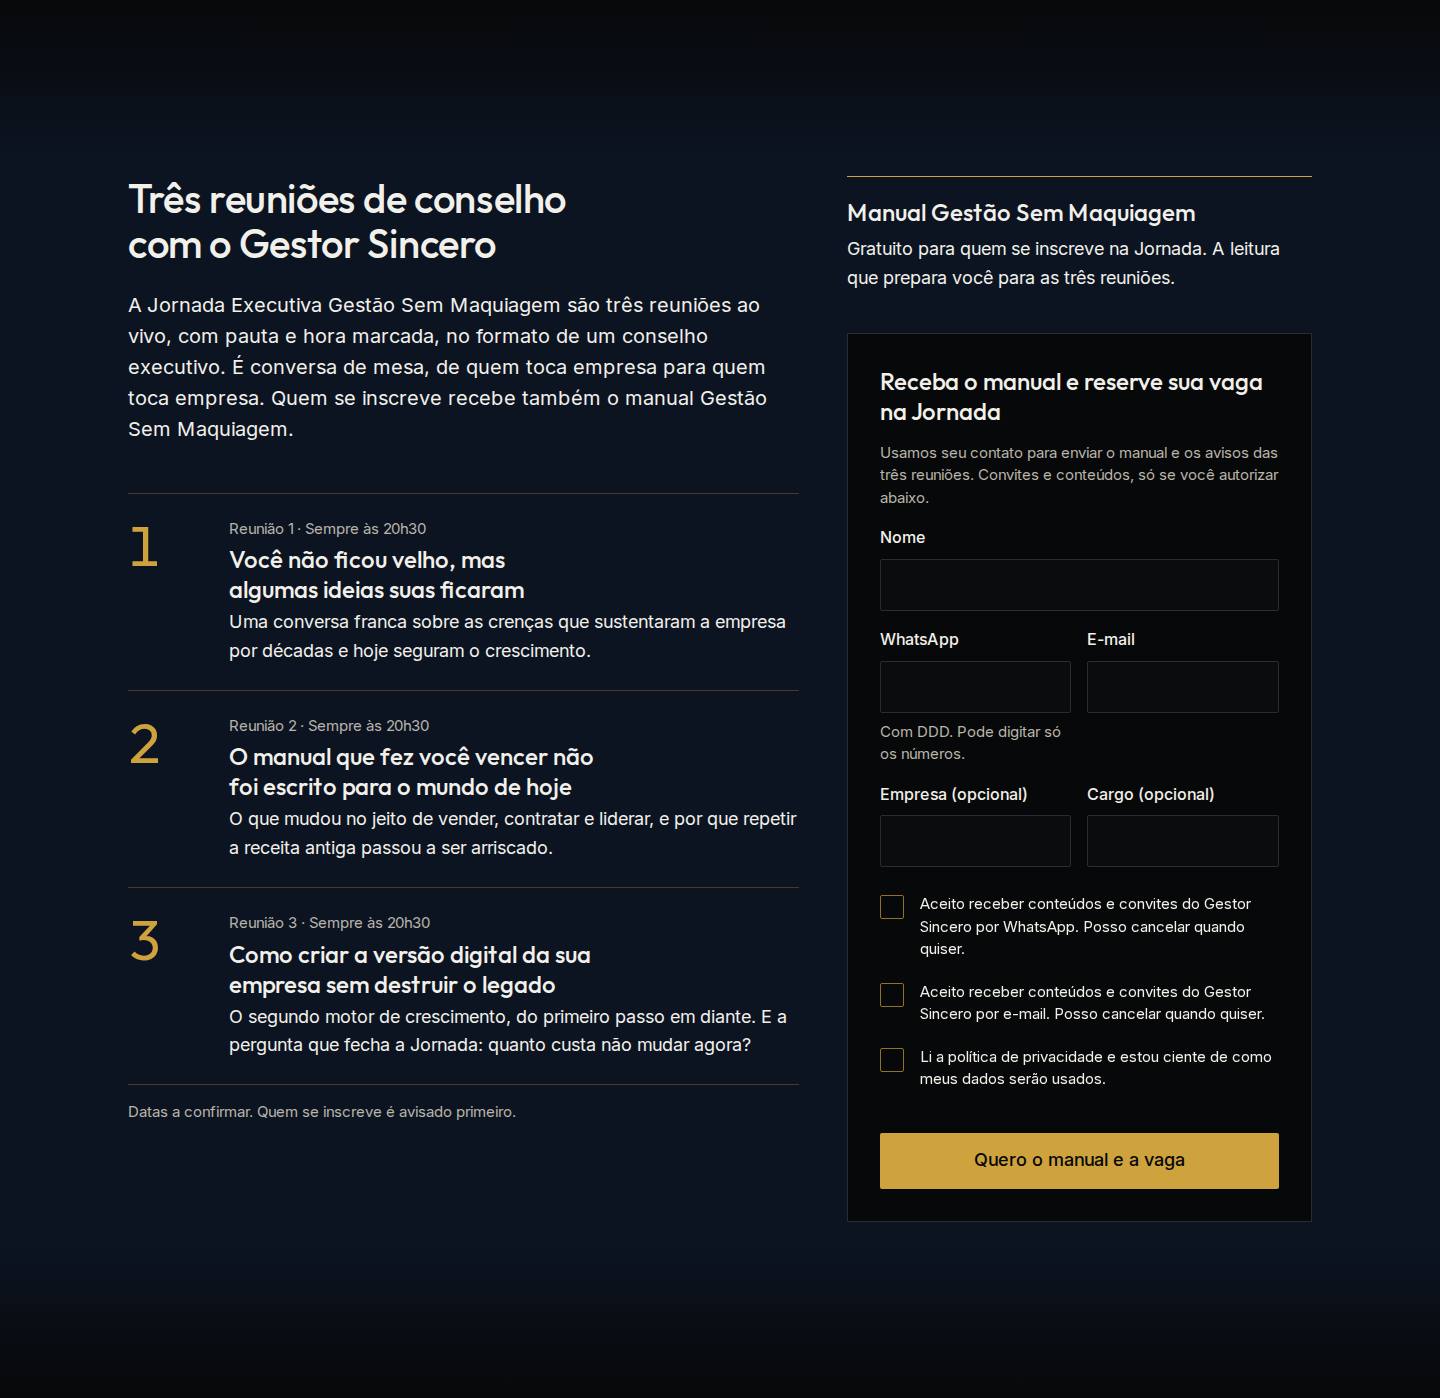 Três reuniões de conselho
com o Gestor Sincero
A Jornada Executiva Gestão Sem Maquiagem são três reuniões ao
vivo, com pauta e hora marcada, no formato de um conselho
executivo. É conversa de mesa, de quem toca empresa para quem
toca empresa. Quem se inscreve recebe também o manual Gestão
Sem Maquiagem.
1
Reunião 1 · Sempre às 20h30
Você não ficou velho, mas
algumas ideias suas ficaram
Uma conversa franca sobre as crenças que sustentaram a empresa
por décadas e hoje seguram o crescimento.
2
Reunião 2 · Sempre às 20h30
O manual que fez você vencer não
foi escrito para o mundo de hoje
O que mudou no jeito de vender, contratar e liderar, e por que repetir
a receita antiga passou a ser arriscado.
3
Reunião 3 · Sempre às 20h30
Como criar a versão digital da sua
empresa sem destruir o legado
O segundo motor de crescimento, do primeiro passo em diante. E a
pergunta que fecha a Jornada: quanto custa não mudar agora?
Datas a confirmar. Quem se inscreve é avisado primeiro.
Manual Gestão Sem Maquiagem
Gratuito para quem se inscreve na Jornada. A leitura
que prepara você para as três reuniões.
Receba o manual e reserve sua vaga
na Jornada
Usamos seu contato para enviar o manual e os avisos das
três reuniões. Convites e conteúdos, só se você autorizar
abaixo.
Nome
WhatsApp
E-mail
Com DDD. Pode digitar só
os números.
Empresa (opcional)
Cargo (opcional)
Aceito receber conteúdos e convites do Gestor
Sincero por WhatsApp. Posso cancelar quando
quiser.
Aceito receber conteúdos e convites do Gestor
Sincero por e-mail. Posso cancelar quando quiser.
Li a política de privacidade e estou ciente de como
meus dados serão usados.
Quero o manual e a vaga